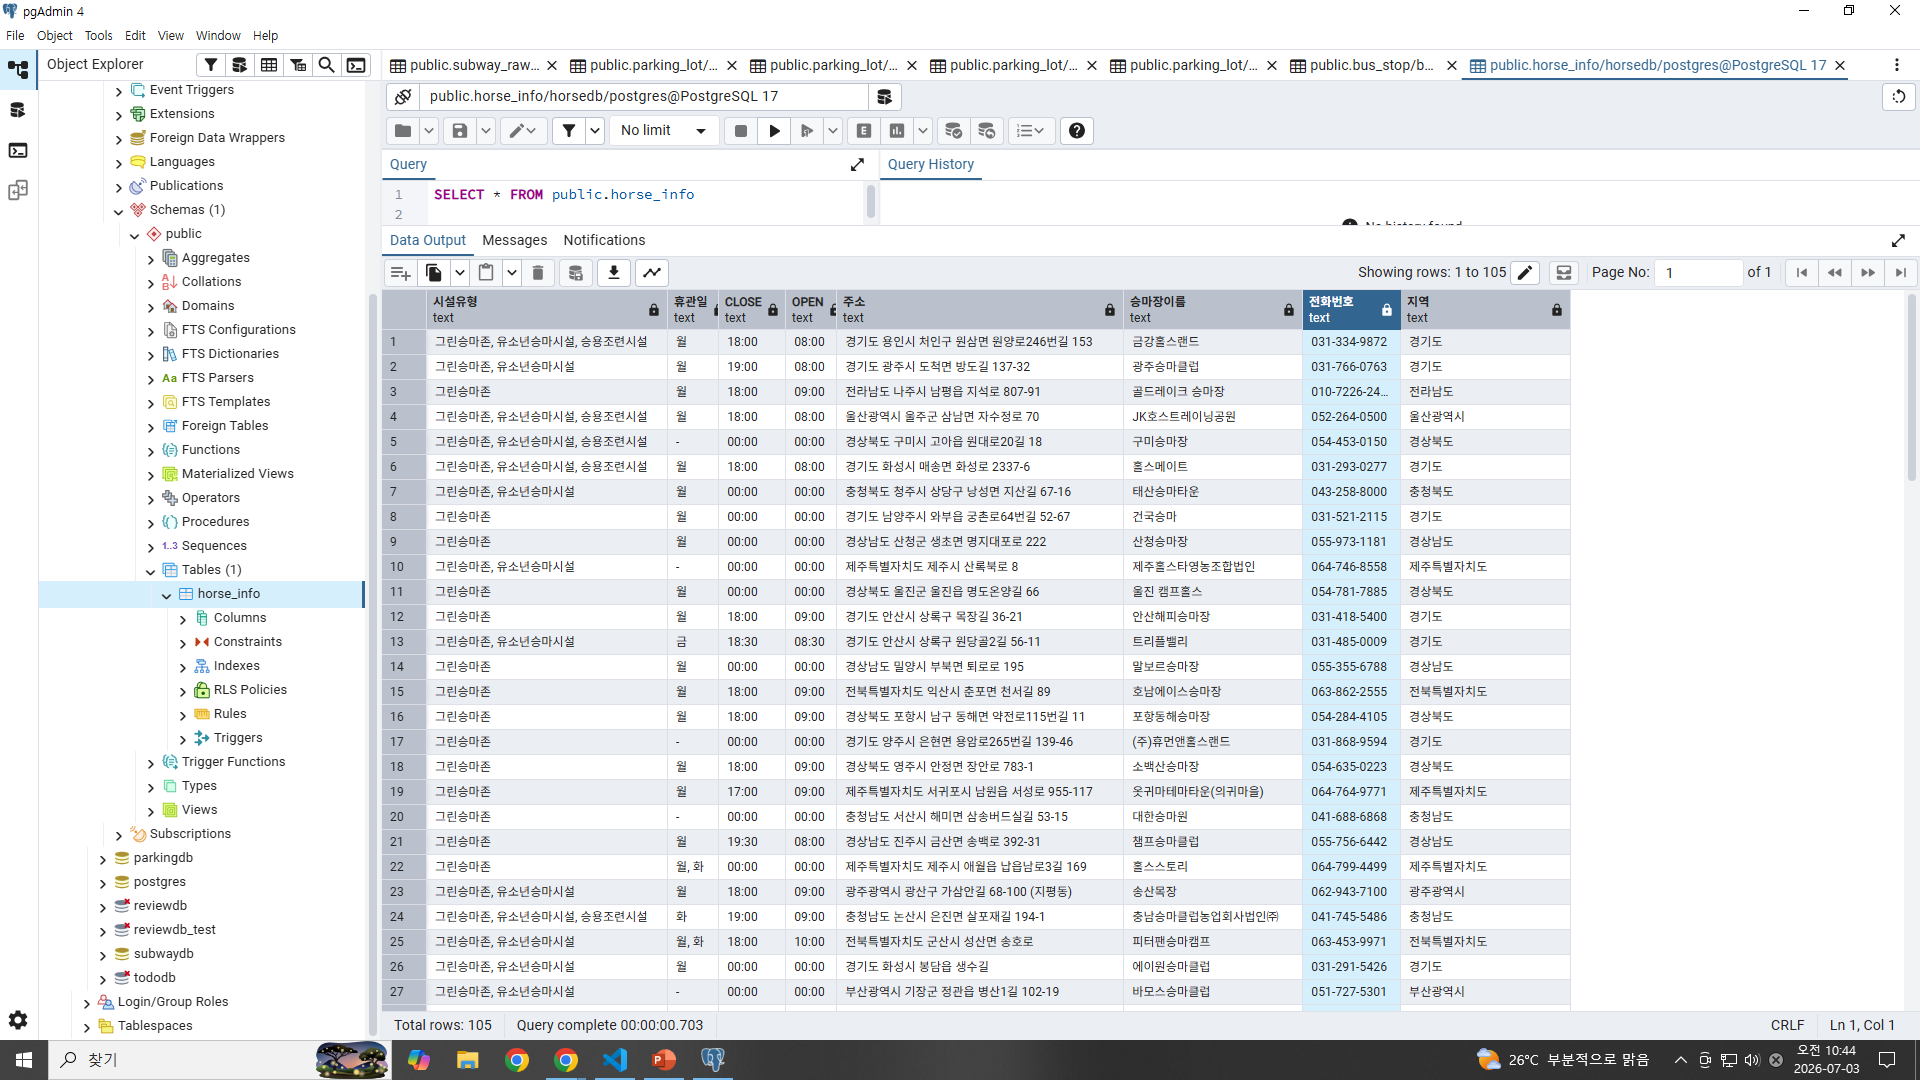 pgAdmin 4
File Object Tools Edit View Window Help
Object Explorer
public.subway_raw... public.parking_lot/... public.parking_lot/... public.parking_lot/... public.parking_lot/... public.bus_stop/b... public.horse_info/horsedb/postgres@PostgreSQL 17
public.horse_info/horsedb/postgres@PostgreSQL 17
No limit
E
Query Query History
1 SELECT * FROM public.horse_info
2
No history found
Data Output Messages Notifications
Showing rows: 1 to 105 Page No: 1 of 1
시설유형 text 휴관일 text CLOSE text OPEN text 주소 text 승마장이름 text 전화번호 text 지역 text
1 그린승마존, 유소년승마시설, 승용조련시설 월 18:00 08:00 경기도 용인시 처인구 원삼면 원양로246번길 153 금강홀스랜드 031-334-9872 경기도
2 그린승마존, 유소년승마시설 월 19:00 08:00 경기도 광주시 도척면 방도길 137-32 광주승마클럽 031-766-0763 경기도
3 그린승마존 월 18:00 09:00 전라남도 나주시 남평읍 지석로 807-91 골드레이크 승마장 010-7226-24... 전라남도
4 그린승마존, 유소년승마시설, 승용조련시설 월 18:00 08:00 울산광역시 울주군 삼남면 자수정로 70 JK호스트레이닝공원 052-264-0500 울산광역시
5 그린승마존, 유소년승마시설, 승용조련시설 - 00:00 00:00 경상북도 구미시 고아읍 원대로20길 18 구미승마장 054-453-0150 경상북도
6 그린승마존, 유소년승마시설, 승용조련시설 월 18:00 08:00 경기도 화성시 매송면 화성로 2337-6 홀스메이트 031-293-0277 경기도
7 그린승마존, 유소년승마시설 월 00:00 00:00 충청북도 청주시 상당구 낭성면 지산길 67-16 태산승마타운 043-258-8000 충청북도
8 그린승마존 월 00:00 00:00 경기도 남양주시 와부읍 궁촌로64번길 52-67 건국승마 031-521-2115 경기도
9 그린승마존 월 00:00 00:00 경상남도 산청군 생초면 명지대포로 222 산청승마장 055-973-1181 경상남도
10 그린승마존, 유소년승마시설 - 00:00 00:00 제주특별자치도 제주시 산록북로 8 제주홀스타영농조합법인 064-746-8558 제주특별자치도
11 그린승마존 월 00:00 00:00 경상북도 울진군 울진읍 명도온양길 66 울진 캠프홀스 054-781-7885 경상북도
12 그린승마존 월 18:00 09:00 경기도 안산시 상록구 목장길 36-21 안산해피승마장 031-418-5400 경기도
13 그린승마존, 유소년승마시설 금 18:30 08:30 경기도 안산시 상록구 원당골2길 56-11 트리플밸리 031-485-0009 경기도
14 그린승마존 월 00:00 00:00 경상남도 밀양시 부북면 퇴로로 195 말보르승마장 055-355-6788 경상남도
15 그린승마존 월 18:00 09:00 전북특별자치도 익산시 춘포면 천서길 89 호남에이스승마장 063-862-2555 전북특별자치도
16 그린승마존 월 18:00 09:00 경상북도 포항시 남구 동해면 약전로115번길 11 포항동해승마장 054-284-4105 경상북도
17 그린승마존 - 00:00 00:00 경기도 양주시 은현면 용암로265번길 139-46 (주)휴먼앤홀스랜드 031-868-9594 경기도
18 그린승마존 월 18:00 09:00 경상북도 영주시 안정면 장안로 783-1 소백산승마장 054-635-0223 경상북도
19 그린승마존 월 17:00 09:00 제주특별자치도 서귀포시 남원읍 서성로 955-117 옷귀마테마타운(의귀마을) 064-764-9771 제주특별자치도
20 그린승마존 - 00:00 00:00 충청남도 서산시 해미면 삼송버드실길 53-15 대한승마원 041-688-6868 충청남도
21 그린승마존 월 19:30 08:00 경상남도 진주시 금산면 송백로 392-31 챔프승마클럽 055-756-6442 경상남도
22 그린승마존 월, 화 00:00 00:00 제주특별자치도 제주시 애월읍 납읍남로3길 169 홀스스토리 064-799-4499 제주특별자치도
23 그린승마존, 유소년승마시설 월 18:00 09:00 광주광역시 광산구 가삼안길 68-100 (지평동) 송산목장 062-943-7100 광주광역시
24 그린승마존, 유소년승마시설, 승용조련시설 화 19:00 09:00 충청남도 논산시 은진면 살포재길 194-1 충남승마클럽농업회사법인㈜ 041-745-5486 충청남도
25 그린승마존, 유소년승마시설 월, 화 18:00 10:00 전북특별자치도 군산시 성산면 송호로 피터팬승마캠프 063-453-9971 전북특별자치도
26 그린승마존, 유소년승마시설 월 00:00 00:00 경기도 화성시 봉담읍 생수길 에이원승마클럽 031-291-5426 경기도
27 그린승마존, 유소년승마시설 - 00:00 00:00 부산광역시 기장군 정관읍 병산1길 102-19 바모스승마클럽 051-727-5301 부산광역시
Total rows: 105 Query complete 00:00:00.703 CRLF Ln 1, Col 1
Event Triggers
Extensions
Foreign Data Wrappers
Languages
Publications
Schemas (1)
public
Aggregates
Collations
Domains
FTS Configurations
FTS Dictionaries
Aa FTS Parsers
FTS Templates
Foreign Tables
Functions
Materialized Views
Operators
Procedures
1..3 Sequences
Tables (1)
horse_info
Columns
Constraints
Indexes
RLS Policies
Rules
Triggers
Trigger Functions
Types
Views
Subscriptions
parkingdb
postgres
reviewdb
reviewdb_test
subwaydb
tododb
Login/Group Roles
Tablespaces
찾기
26°C 부분적으로 맑음
오전 10:44
2026-07-03